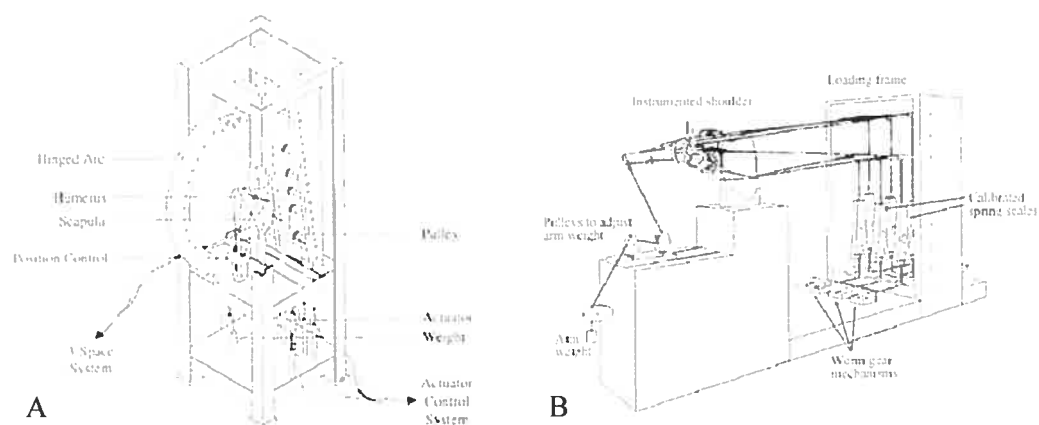 Hinged Arc
Humerus
Scapula
Position Control
3 Space
System
Pulley
Actuator
Weight
Actuator
Control
System
A
Loading frame
Instrumented shoulder
Calibrated
spring scales
Pulleys to adjust
arm weight
Arm
weight
Worm gear
mechanisms
B